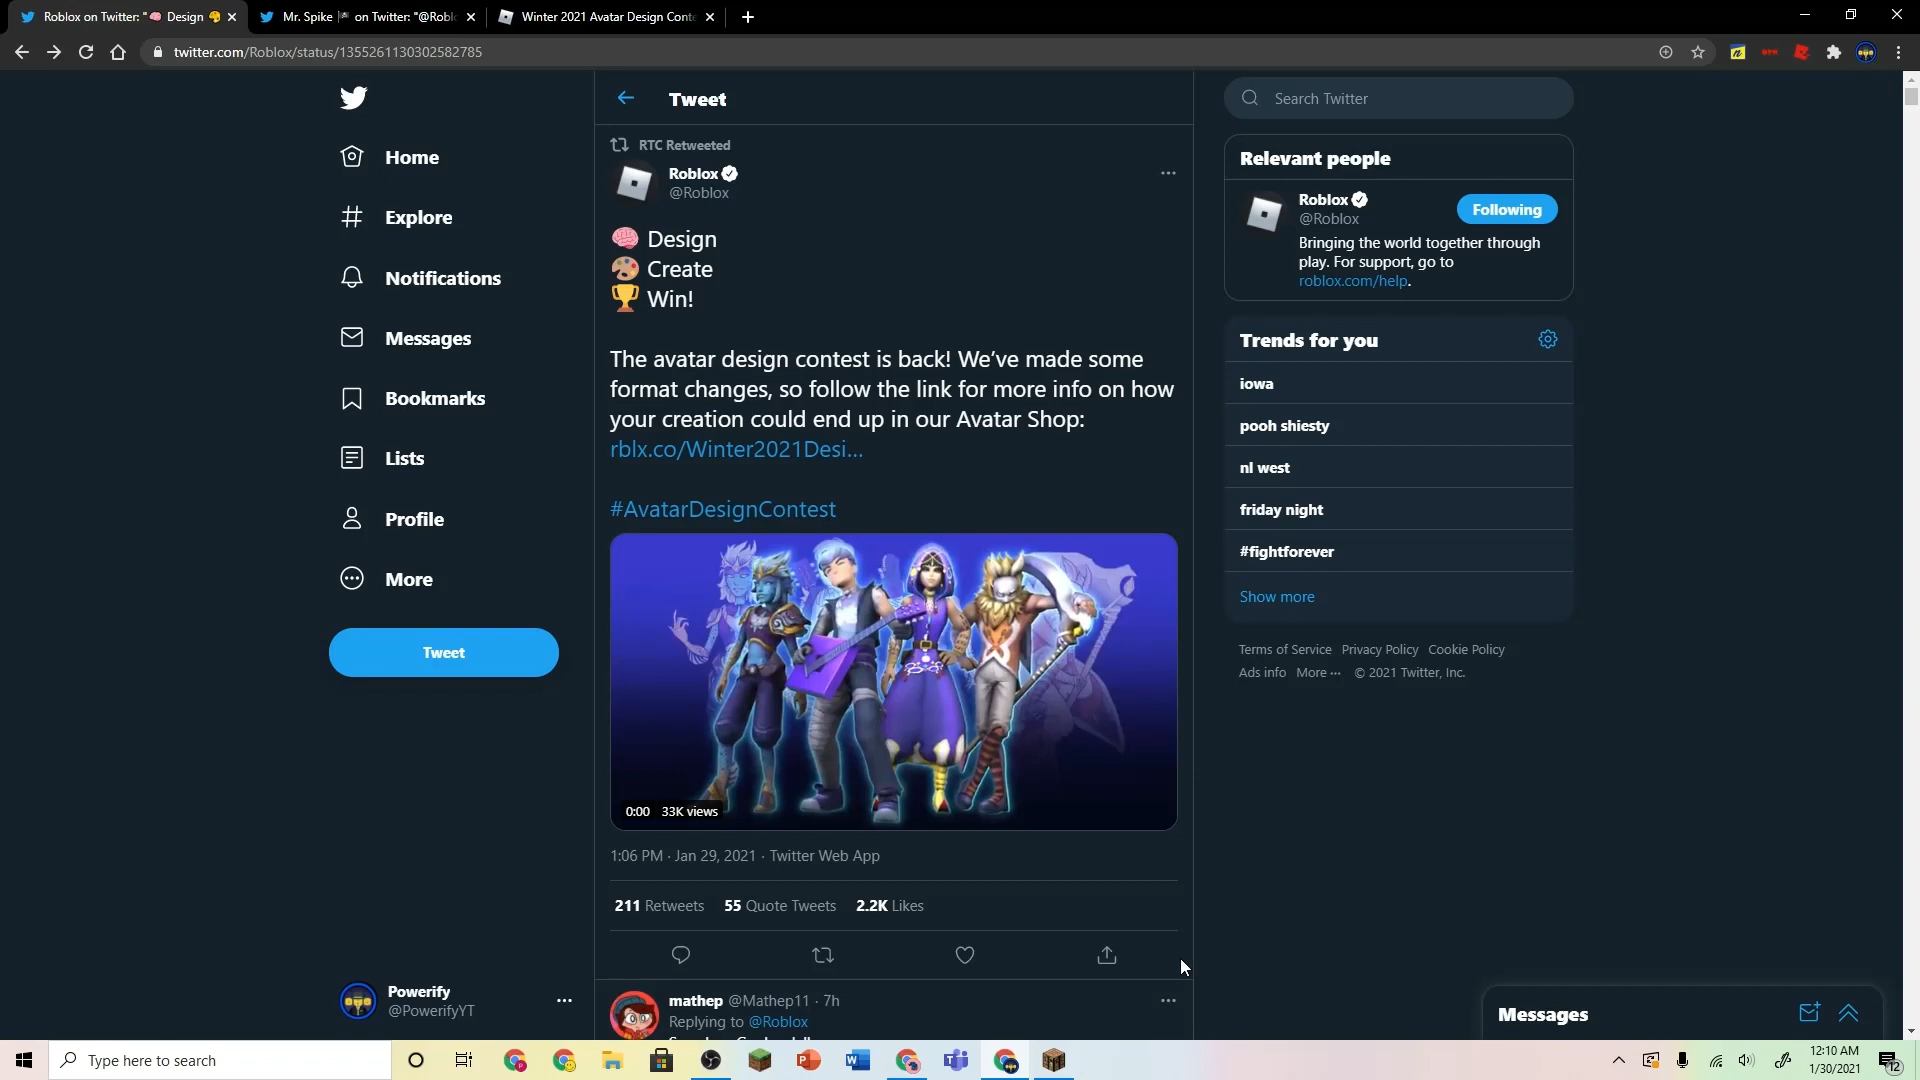 Roblox on Twitter: "🧠 Design 🎨
Mr. Spike 🏴 on Twitter: "@Roblo
Winter 2021 Avatar Design Conte
twitter.com/Roblox/status/1355261130302582785
Home
Explore
Notifications
Messages
Bookmarks
Lists
Profile
More
Tweet
Powerify
@PowerifyYT
Tweet
RTC Retweeted
Roblox
@Roblox
🧠 Design
🎨 Create
🏆 Win!
The avatar design contest is back! We've made some
format changes, so follow the link for more info on how
your creation could end up in our Avatar Shop:
rblx.co/Winter2021Desi...
#AvatarDesignContest
0:00 33K views
1:06 PM · Jan 29, 2021 · Twitter Web App
211 Retweets 55 Quote Tweets 2.2K Likes
mathep @Mathep11 · 7h
Replying to @Roblox
Search Twitter
Relevant people
Roblox
@Roblox
Following
Bringing the world together through
play. For support, go to
roblox.com/help.
Trends for you
iowa
pooh shiesty
nl west
friday night
#fightforever
Show more
Terms of Service Privacy Policy Cookie Policy
Ads info More ··· © 2021 Twitter, Inc.
Messages
Type here to search
12:10 AM
1/30/2021
12